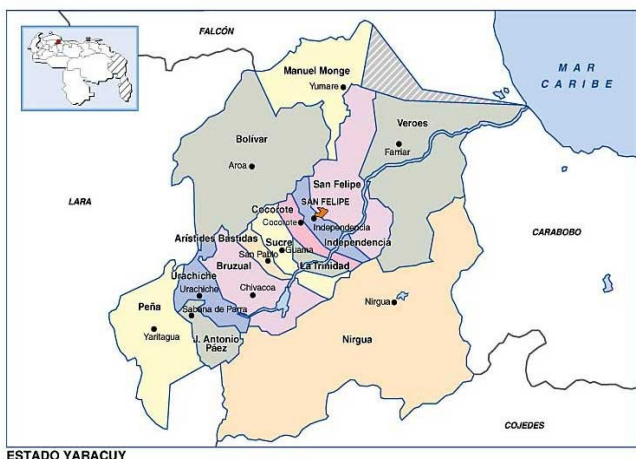 FALCÓN
MAR
CARIBE
Manuel Monge
Yumare
Veroes
Farriar
Bolívar
Aroa
LARA
San Felipe
SAN FELIPE
Cocorote
Cocorote
Independencia
Independencia
CARABOBO
Arístides Bastidas
Sucre
Guama
San Pablo
La Trinidad
Bruzual
Urachiche
Urachiche
Chivacoa
Nirgua
Peña
Sabana de Parra
Yaritagua
J. Antonio
Páez
Nirgua
COJEDES
ESTADO YARACUY